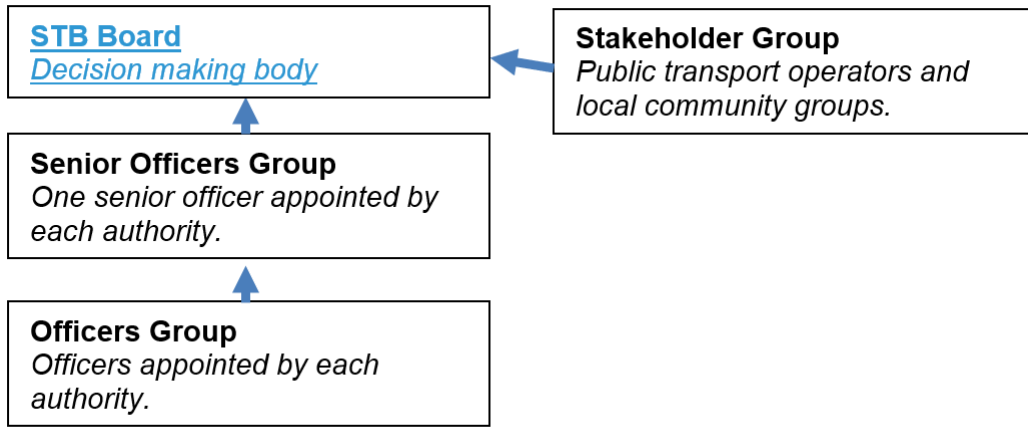 STB Board
Decision making body
Stakeholder Group
Public transport operators and
local community groups.
Senior Officers Group
One senior officer appointed by
each authority.
Officers Group
Officers appointed by each
authority.